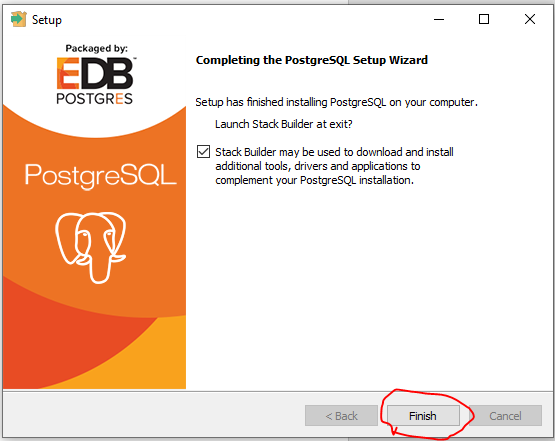 Setup
Packaged by:
EDB
POSTGRES
PostgreSQL
Completing the PostgreSQL Setup Wizard
Setup has finished installing PostgreSQL on your computer.
Launch Stack Builder at exit?
Stack Builder may be used to download and install
additional tools, drivers and applications to
complement your PostgreSQL installation.
< Back
Finish
Cancel